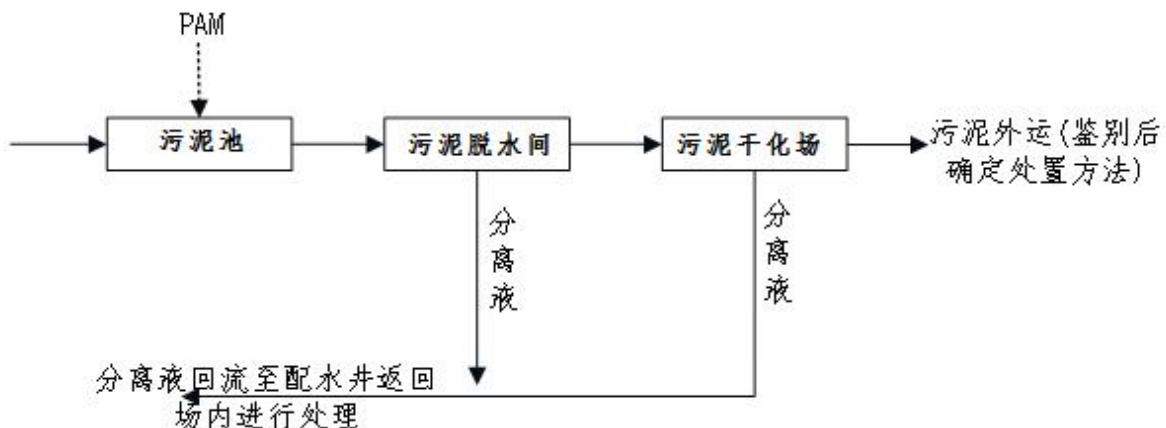 PAM
污泥池
污泥脱水间
污泥干化场
污泥外运(鉴别后
确定处置方法)
分离液
分离液
分离液回流至配水井返回
场内进行处理